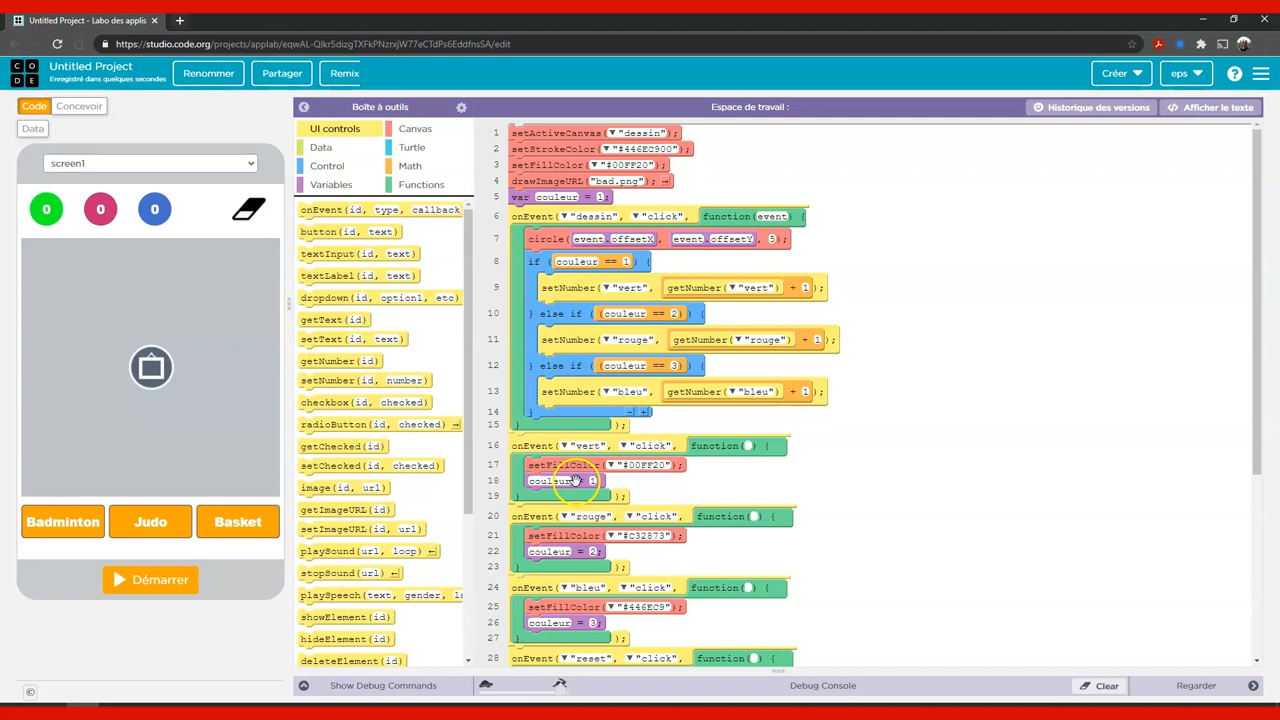 Untitled Project - Labo des applis
https://studio.code.org/projects/applab/eqwAL-QIkr5dizgTXFkPNzrxjW77eCTdPs6EddfnsSA/edit
CODE
Untitled Project
Enregistré dans quelques secondes
Renommer
Partager
Remix
Créer
eps
Code
Concevoir
Data
Boîte à outils
Espace de travail :
Historique des versions
Afficher le texte
screen1
0
0
0
Badminton
Judo
Basket
Démarrer
UI controls
Canvas
Data
Turtle
Control
Math
Variables
Functions
onEvent(id, type, callback
button(id, text)
textInput(id, text)
textLabel(id, text)
dropdown(id, option1, etc)
getText(id)
setText(id, text)
getNumber(id)
setNumber(id, number)
checkbox(id, checked)
radioButton(id, checked)
getChecked(id)
setChecked(id, checked)
image(id, url)
getImageURL(id)
setImageURL(id, url)
playSound(url, loop)
stopSound(url)
playSpeech(text, gender, la
showElement(id)
hideElement(id)
deleteElement(id)
1 setActiveCanvas("dessin");
2 setStrokeColor("#446EC900");
3 setFillColor("#00FF20");
4 drawImageURL("bad.png");
5 var couleur = 1;
6 onEvent("dessin", "click", function(event) {
7 circle(event.offsetX, event.offsetY, 5);
8 if (couleur == 1) {
9 setNumber("vert", getNumber("vert") + 1);
10 } else if ((couleur == 2)) {
11 setNumber("rouge", getNumber("rouge") + 1);
12 } else if ((couleur == 3)) {
13 setNumber("bleu", getNumber("bleu") + 1);
14 } - +
15 });
16 onEvent("vert", "click", function() {
17 setFillColor("#00FF20");
18 couleur = 1
19 });
20 onEvent("rouge", "click", function() {
21 setFillColor("#C32873");
22 couleur = 2;
23 });
24 onEvent("bleu", "click", function() {
25 setFillColor("#446EC9");
26 couleur = 3;
27 });
28 onEvent("reset", "click", function() {
©
Show Debug Commands
Debug Console
Clear
Regarder